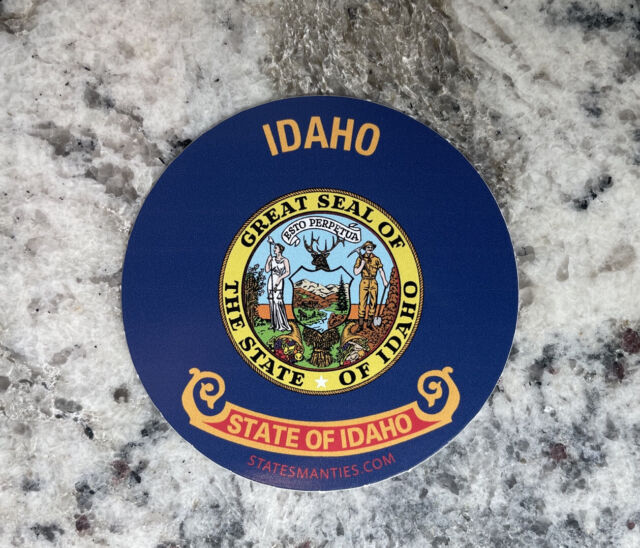 IDAHO
GREAT SEAL OF
THE STATE ★ OF IDAHO
ESTO PERPETUA
STATE OF IDAHO
STATESMANTIES.COM